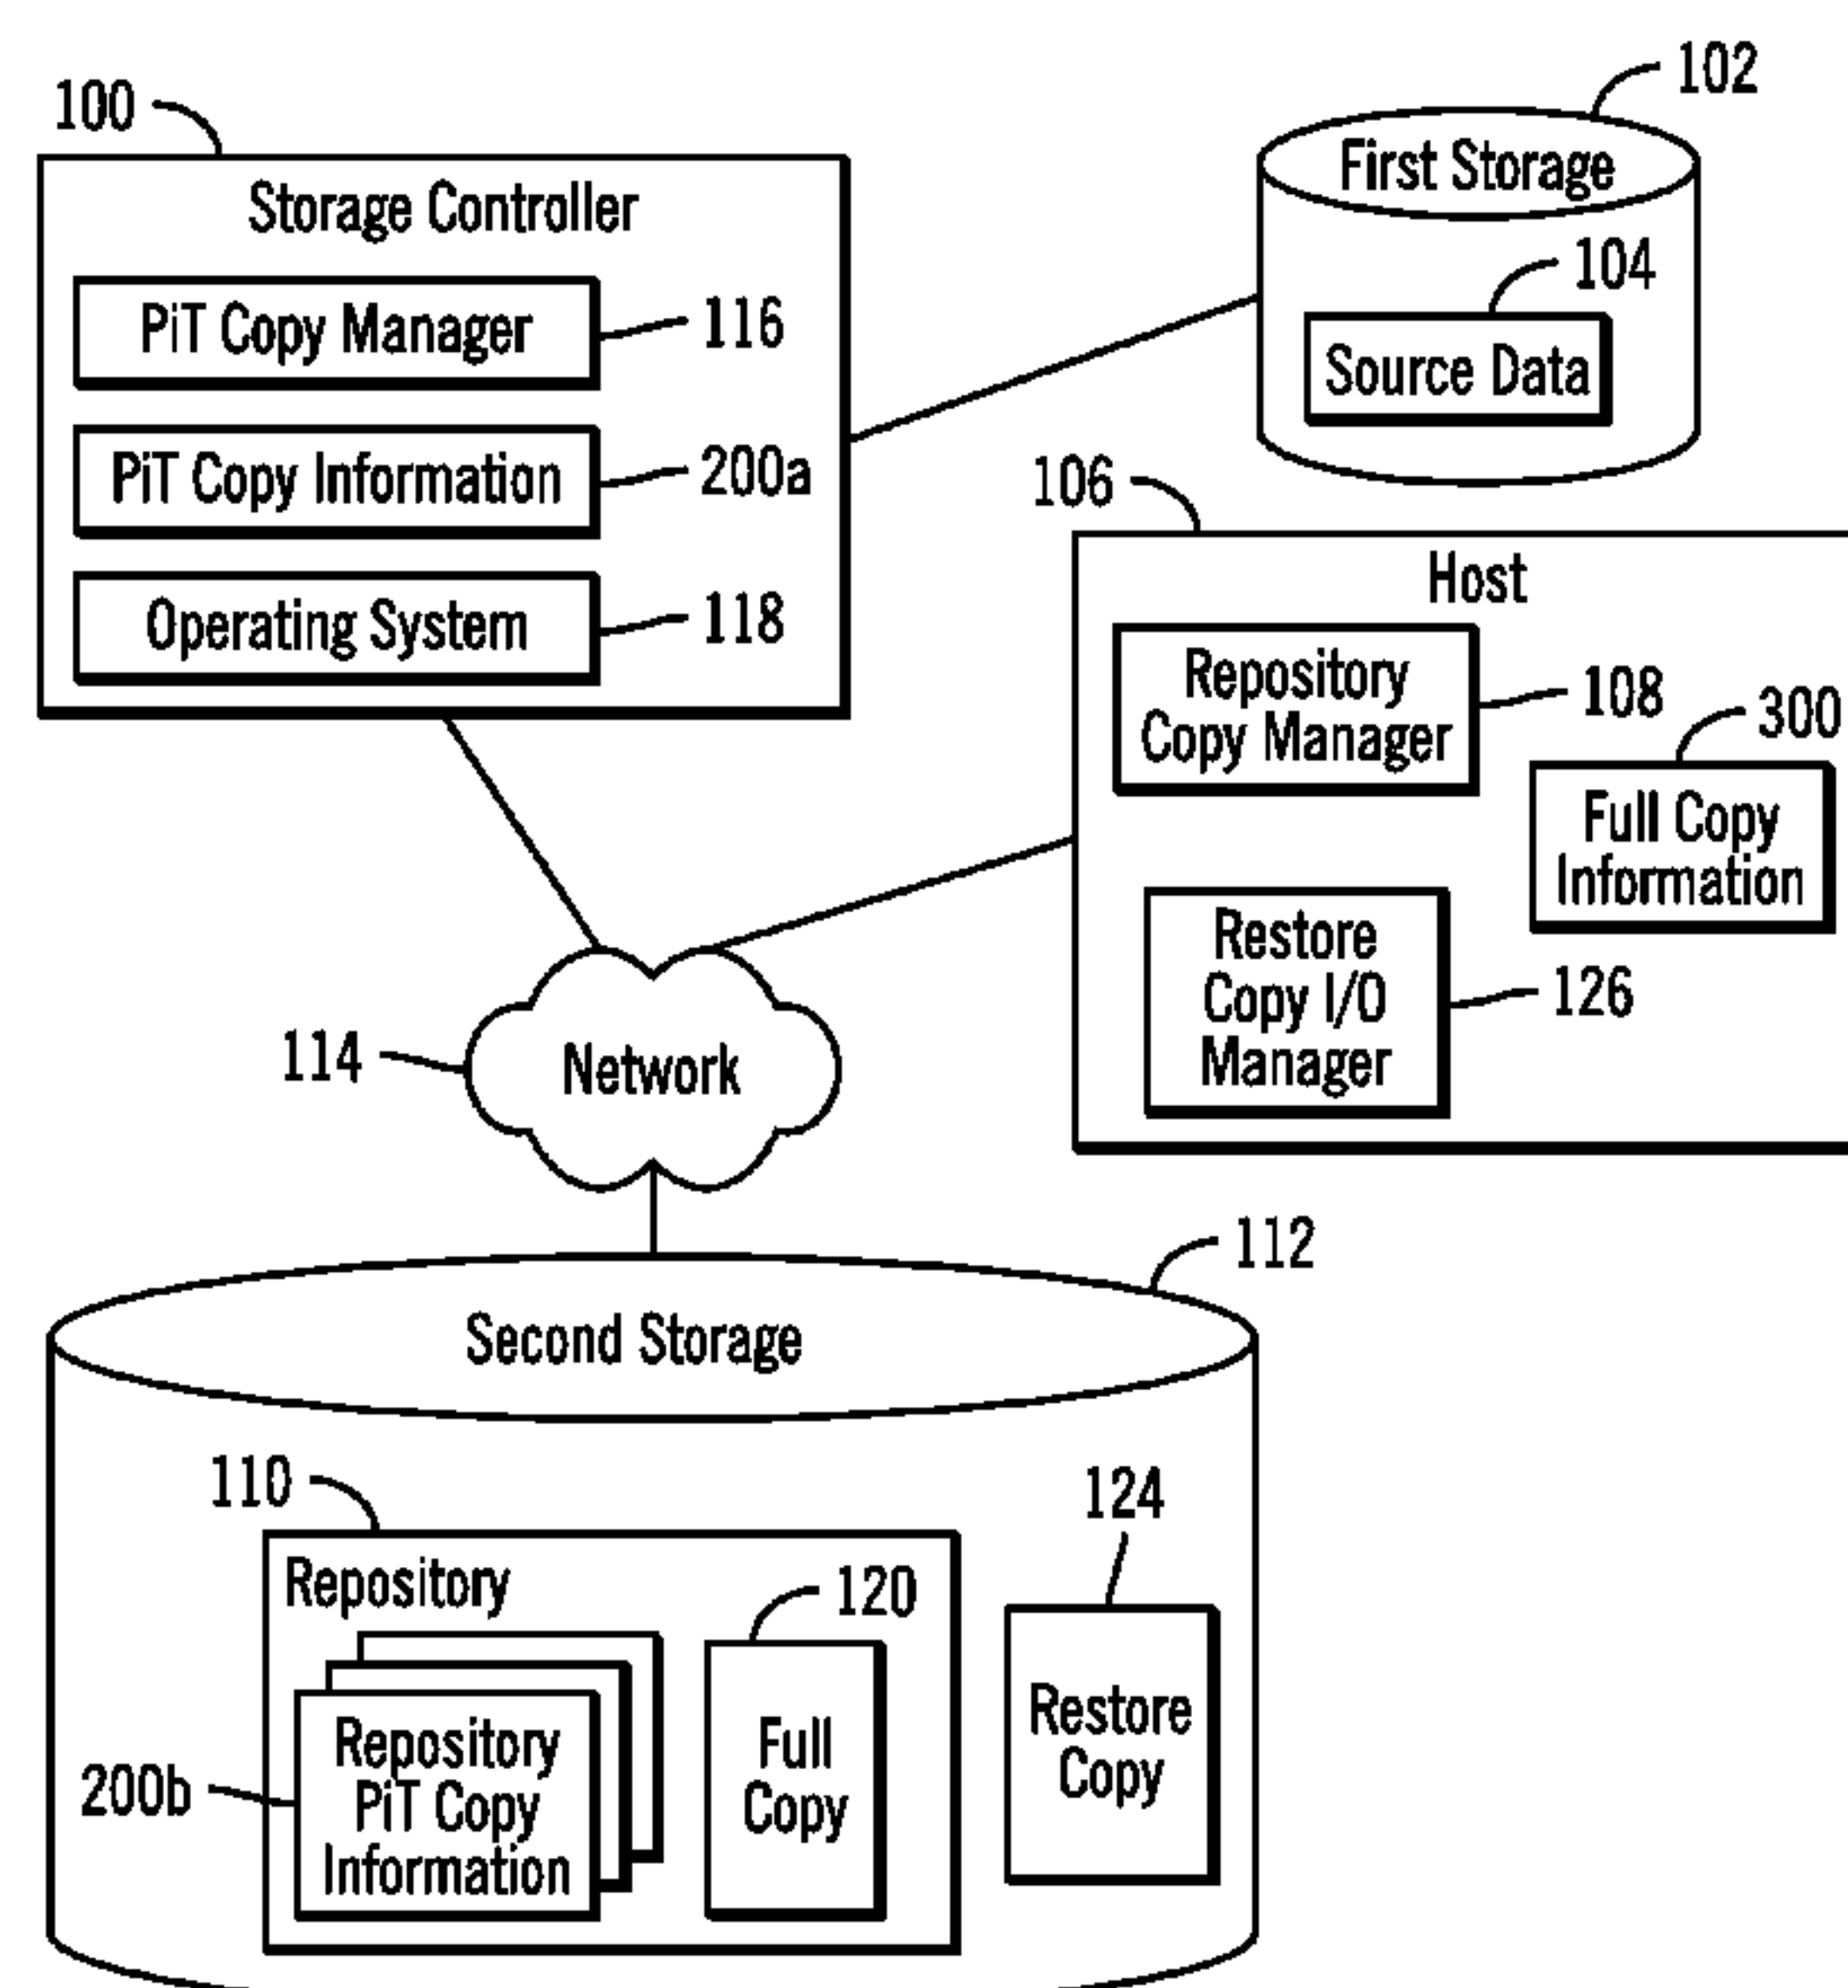 100
Storage Controller
PiT Copy Manager
116
PiT Copy Information
200a
Operating System
118
102
First Storage
104
Source Data
106
Host
Repository
Copy Manager
108
300
Full Copy
Information
Restore
Copy I/O
Manager
126
114
Network
112
Second Storage
110
Repository
200b
Repository
PiT Copy
Information
120
Full
Copy
124
Restore
Copy